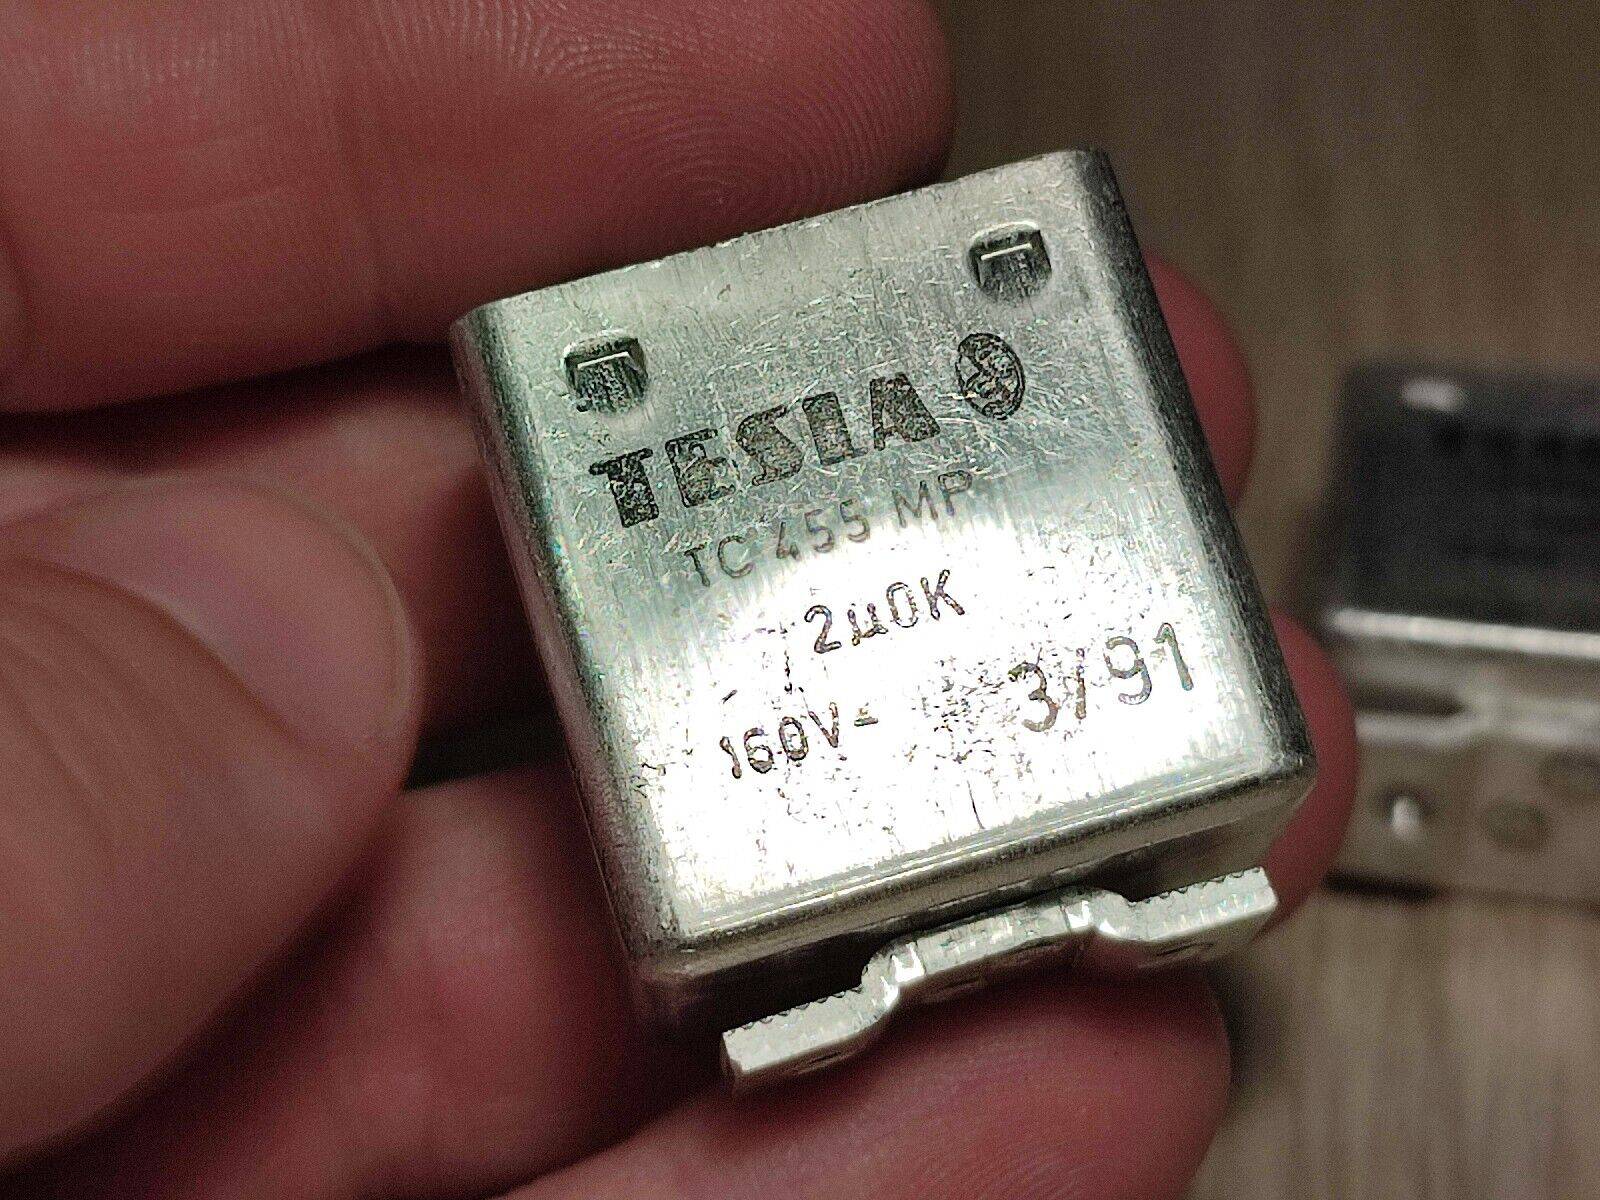 TESLA
TC 455 MP
2µ0K
160V-
3/91